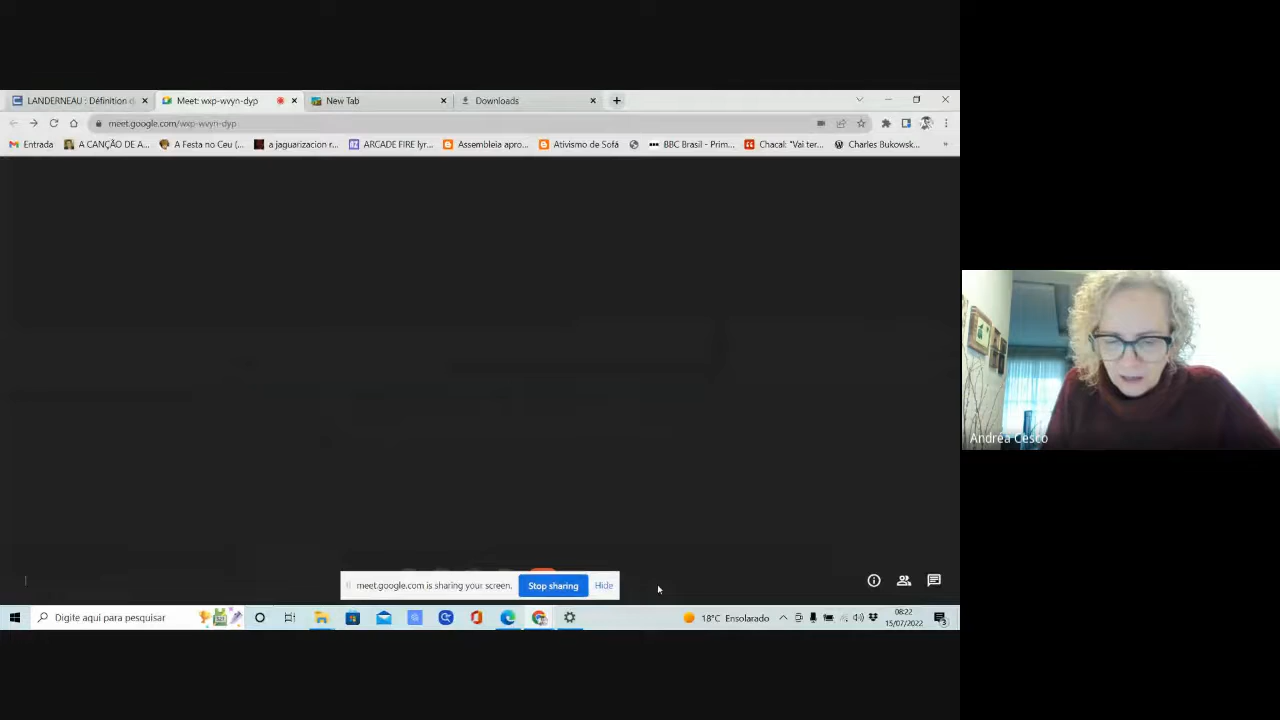 LANDERNEAU : Définition d
Meet: wxp-wvyn-dyp
New Tab
Downloads
meet.google.com/wxp-wvyn-dyp
Entrada
A CANÇÃO DE A...
A Festa no Ceu (...
a jaguarizacion r...
ARCADE FIRE lyr...
Assembleia apro...
Ativismo de Sofá
BBC Brasil - Prim...
Chacal: "Vai ter...
Charles Bukowsk...
»
Andréa Cesco
meet.google.com is sharing your screen.
Stop sharing
Hide
Digite aqui para pesquisar
18°C Ensolarado
08:22
15/07/2022
3